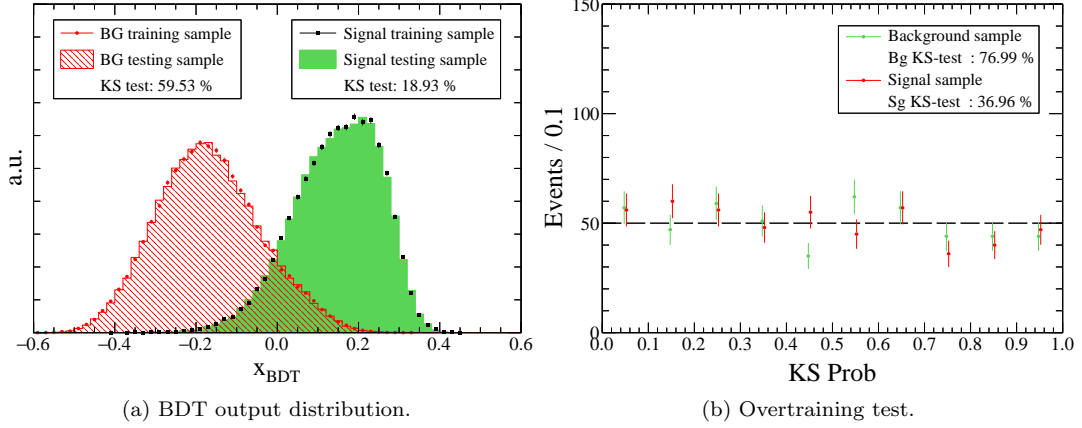 BG training sample
BG testing sample
KS test: 59.53 %
Signal training sample
Signal testing sample
KS test: 18.93 %
a.u.
−0.6 −0.4 −0.2 0.0 0.2 0.4 0.6
xBDT
(a) BDT output distribution.
150
100
50
0
Events / 0.1
Background sample
Bg KS-test : 76.99 %
Signal sample
Sg KS-test : 36.96 %
0.0 0.1 0.2 0.3 0.4 0.5 0.6 0.7 0.8 0.9 1.0
KS Prob
(b) Overtraining test.